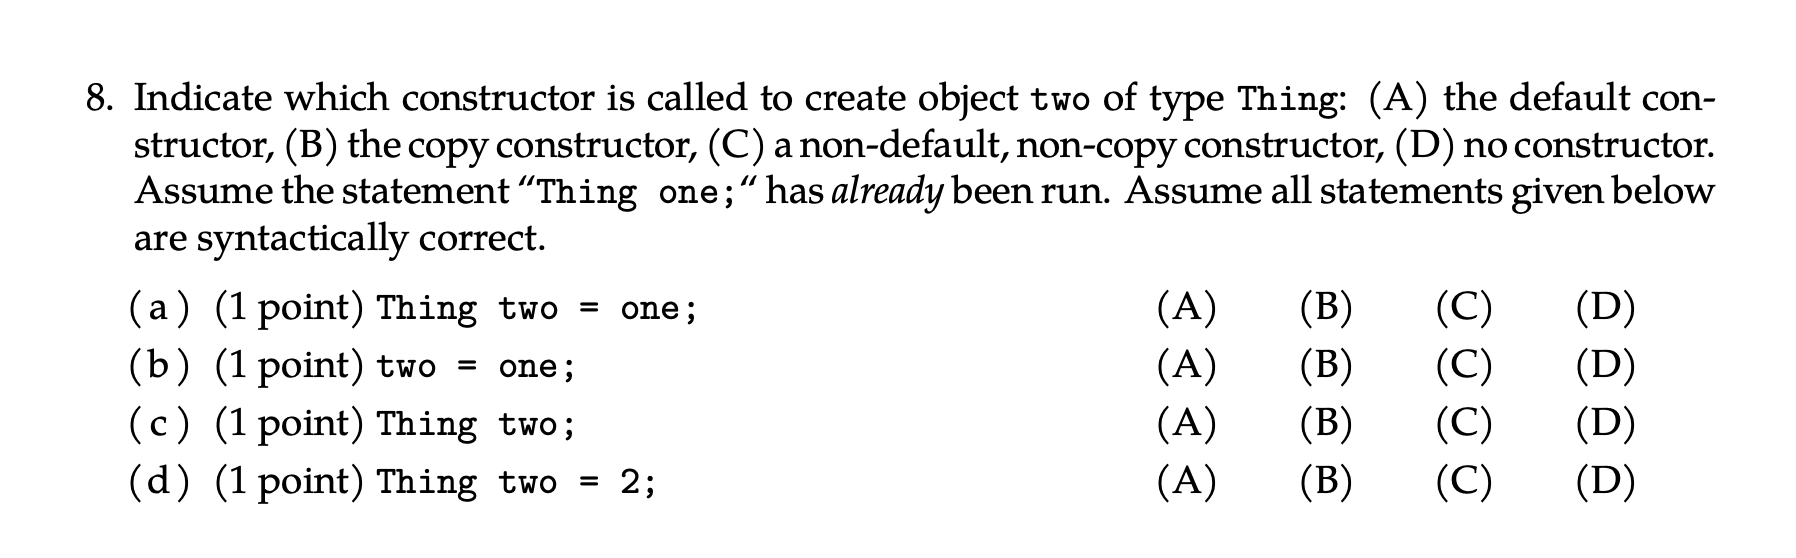 8. Indicate which constructor is called to create object two of type Thing: (A) the default con-
structor, (B) the copy constructor, (C) a non-default, non-copy constructor, (D) no constructor.
Assume the statement “Thing one;“ has already been run. Assume all statements given below
are syntactically correct.
(a) (1 point) Thing two = one; (A) (B) (C) (D)
(b) (1 point) two = one; (A) (B) (C) (D)
(c) (1 point) Thing two; (A) (B) (C) (D)
(d) (1 point) Thing two = 2; (A) (B) (C) (D)